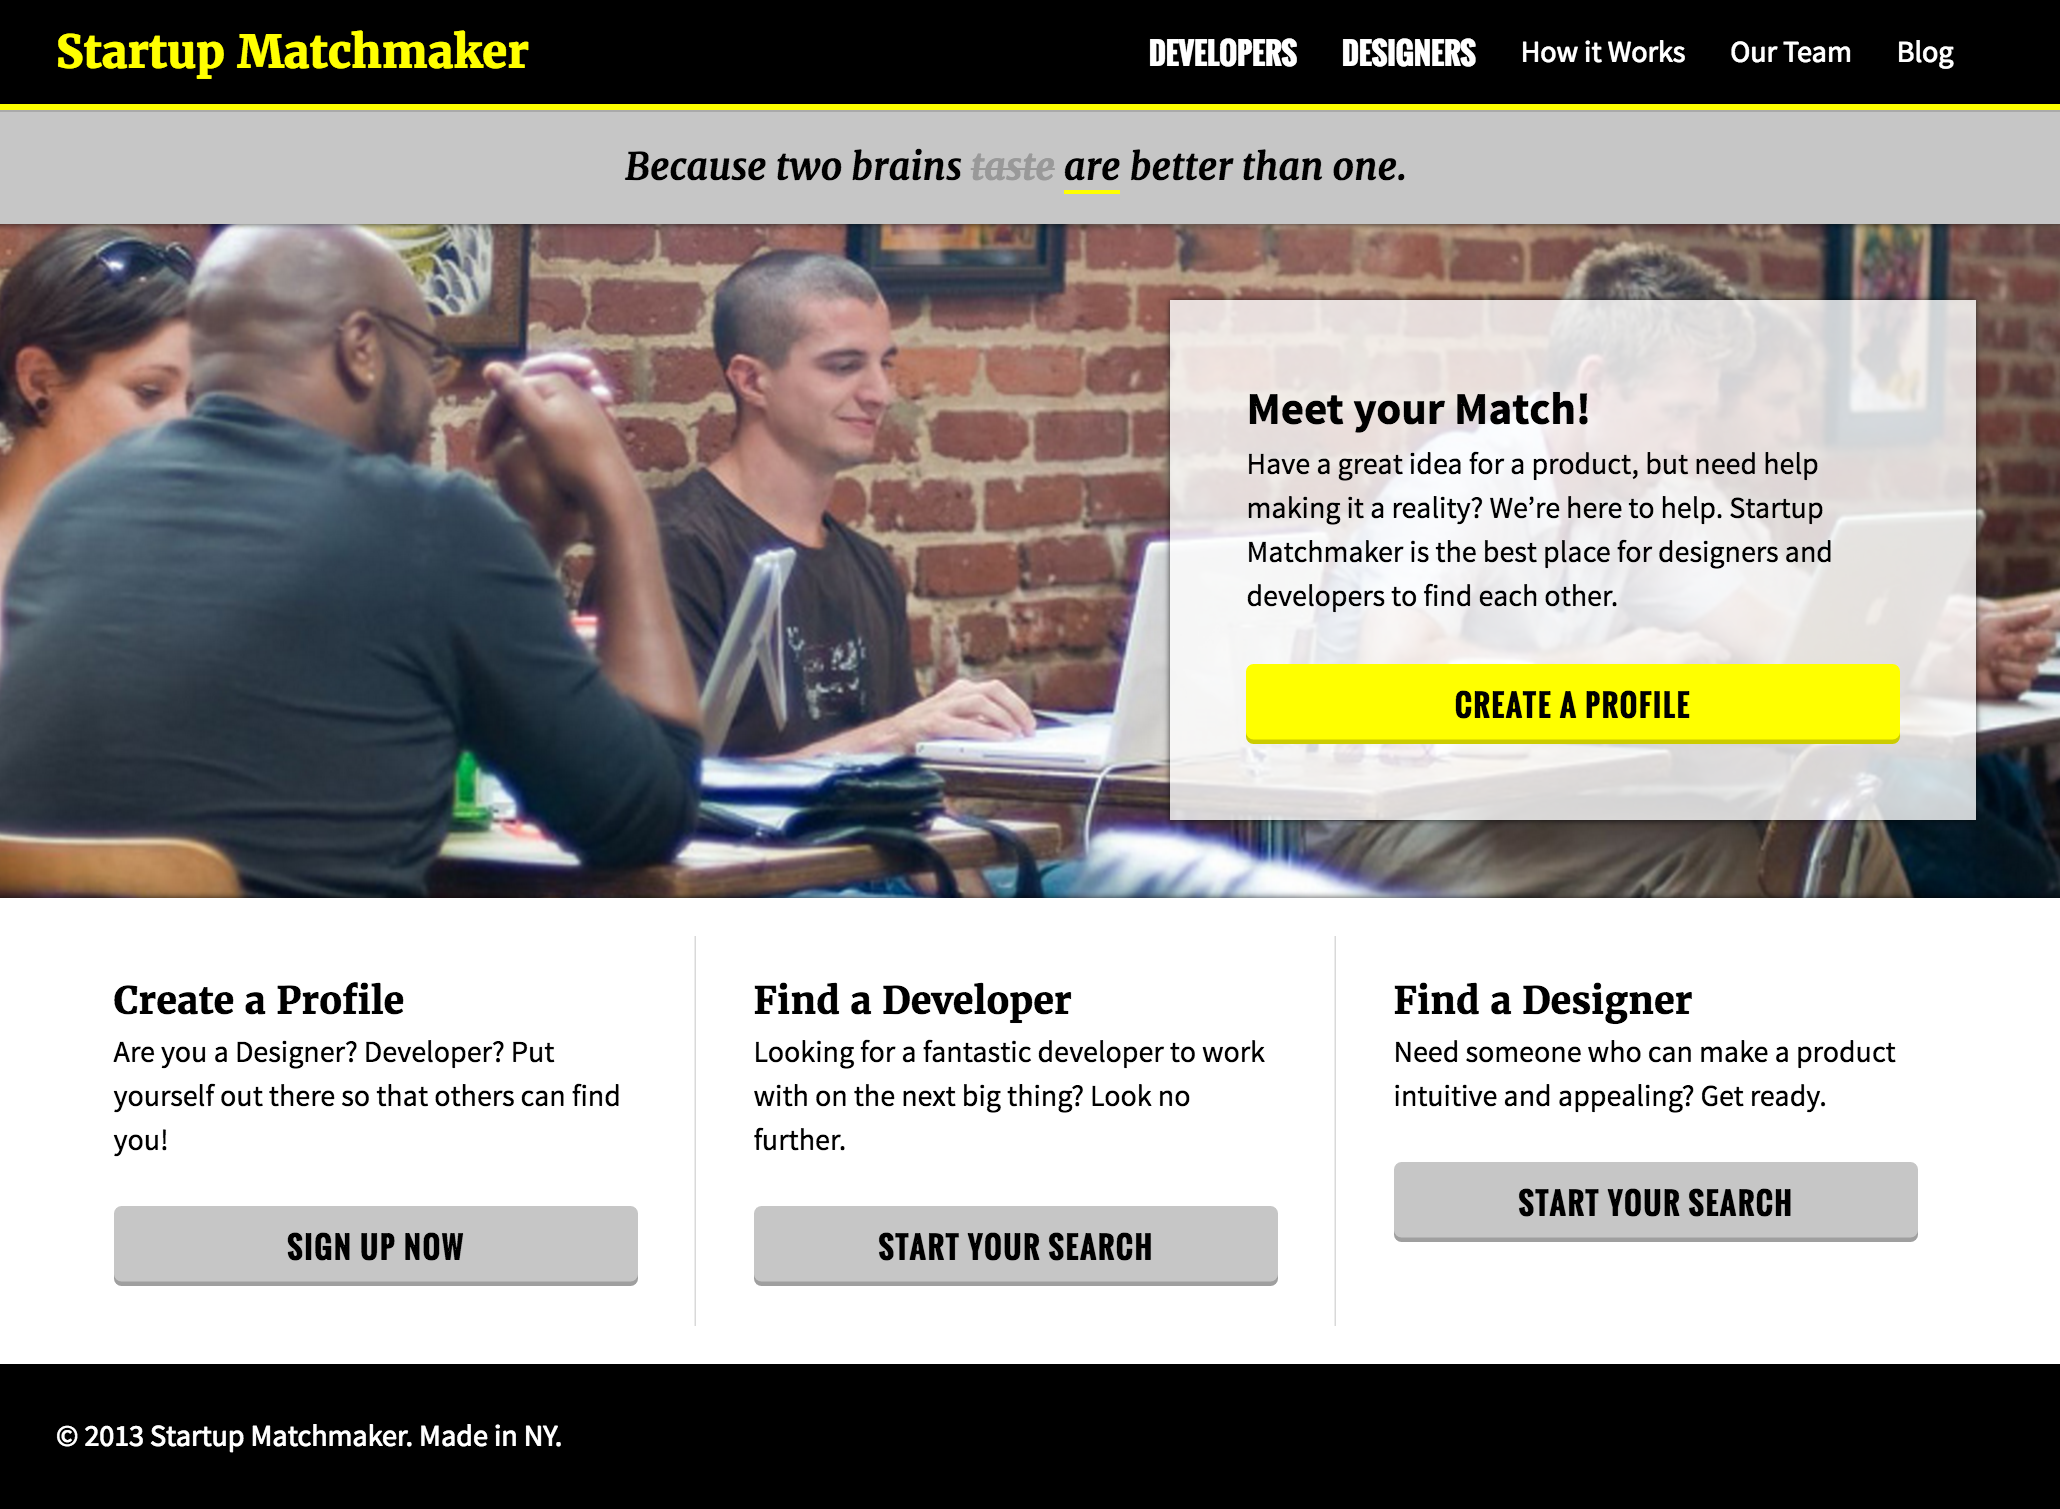 Startup Matchmaker
DEVELOPERS DESIGNERS How it Works Our Team Blog
Because two brains taste are better than one.
Meet your Match!
Have a great idea for a product, but need help
making it a reality? We’re here to help. Startup
Matchmaker is the best place for designers and
developers to find each other.
CREATE A PROFILE
Create a Profile
Are you a Designer? Developer? Put
yourself out there so that others can find
you!
SIGN UP NOW
Find a Developer
Looking for a fantastic developer to work
with on the next big thing? Look no
further.
START YOUR SEARCH
Find a Designer
Need someone who can make a product
intuitive and appealing? Get ready.
START YOUR SEARCH
© 2013 Startup Matchmaker. Made in NY.